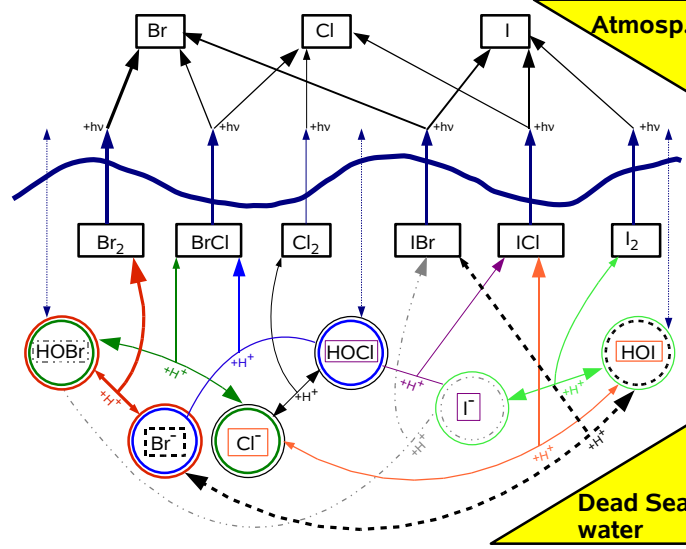 Br
Cl
I
Atmosp.
+hν
+hν
+hν
+hν
+hν
+hν
Br₂
BrCl
Cl₂
IBr
ICl
I₂
HOBr
HOCl
HOI
+H⁺
+H⁺
+H⁺
+H⁺
+H⁺
+H⁺
+H⁺
I⁻
Br⁻
Cl⁻
+H⁺
+H⁺
Dead Sea
water